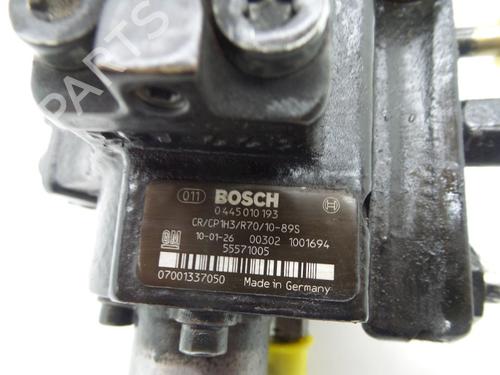 PARTS
011 BOSCH
0 445 010 193
CR/CP1H3/R70/10-89S
GM 10-01-26 00302 1001694
55571005
07001337050 Made in Germany